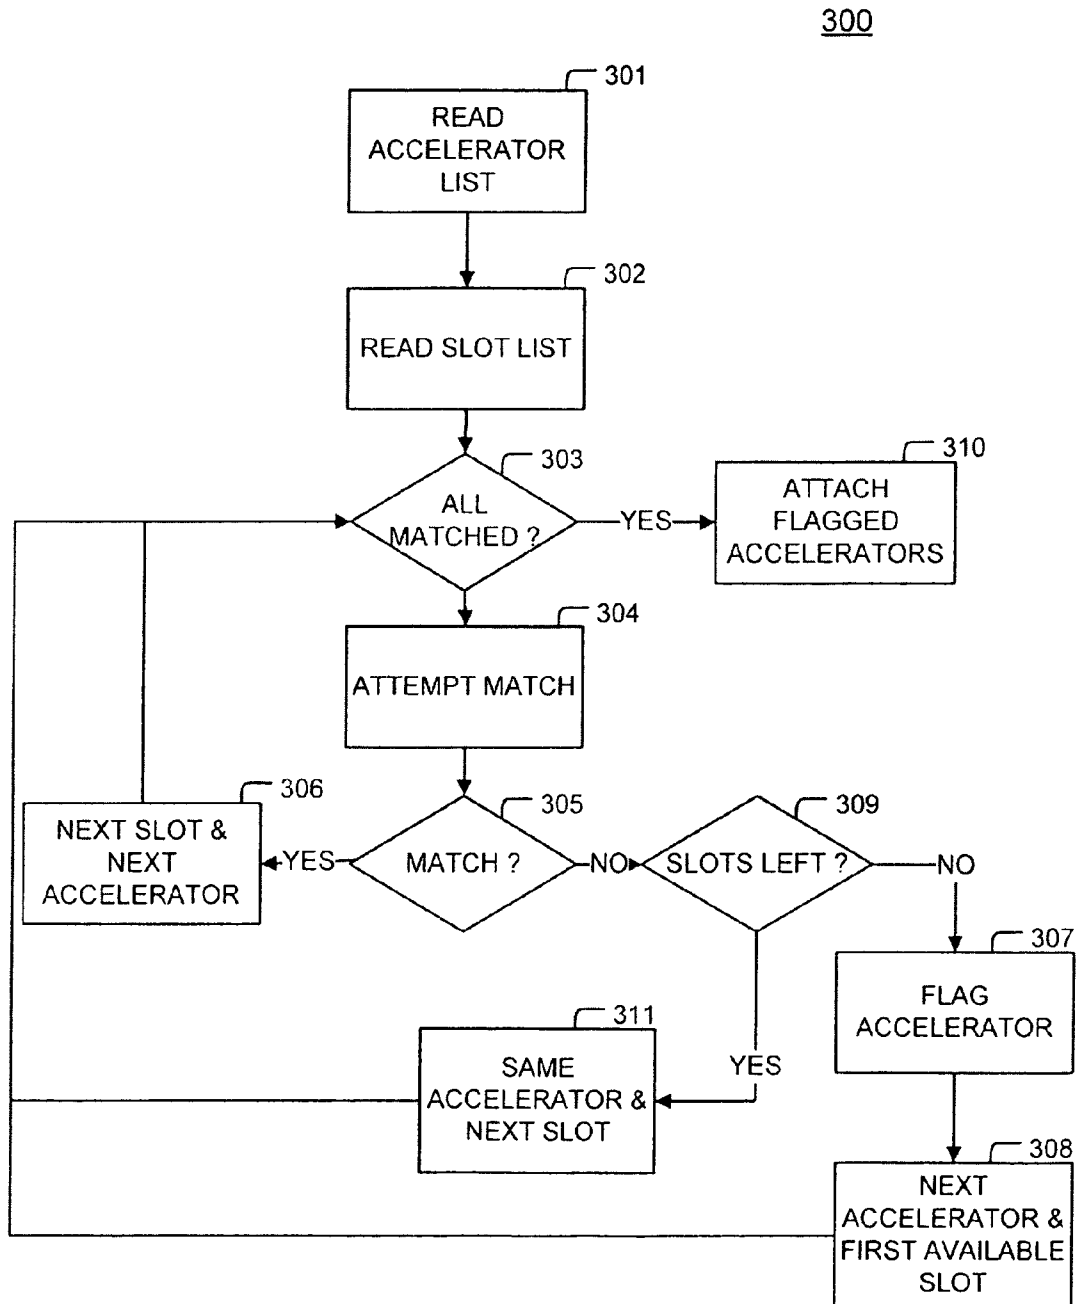 300
301
READ
ACCELERATOR
LIST
302
READ SLOT LIST
303
ALL
MATCHED ?
YES
310
ATTACH
FLAGGED
ACCELERATORS
304
ATTEMPT MATCH
306
NEXT SLOT &
NEXT
ACCELERATOR
YES
305
MATCH ?
NO
309
SLOTS LEFT ?
NO
307
FLAG
ACCELERATOR
YES
311
SAME
ACCELERATOR &
NEXT SLOT
308
NEXT
ACCELERATOR &
FIRST AVAILABLE
SLOT